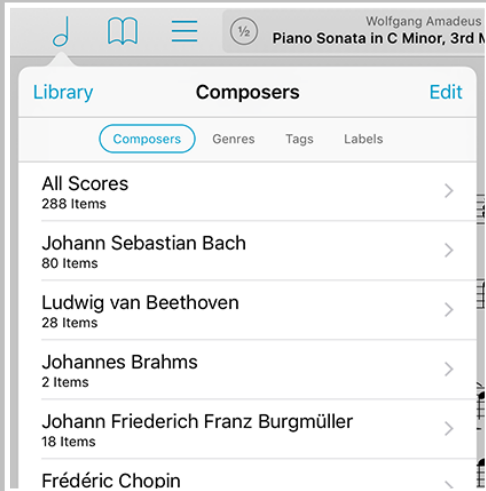 ½
Wolfgang Amadeus
Piano Sonata in C Minor, 3rd
Library
Composers
Edit
Composers Genres Tags Labels
All Scores
288 Items
Johann Sebastian Bach
80 Items
Ludwig van Beethoven
28 Items
Johannes Brahms
2 Items
Johann Friederich Franz Burgmüller
18 Items
Frédéric Chopin